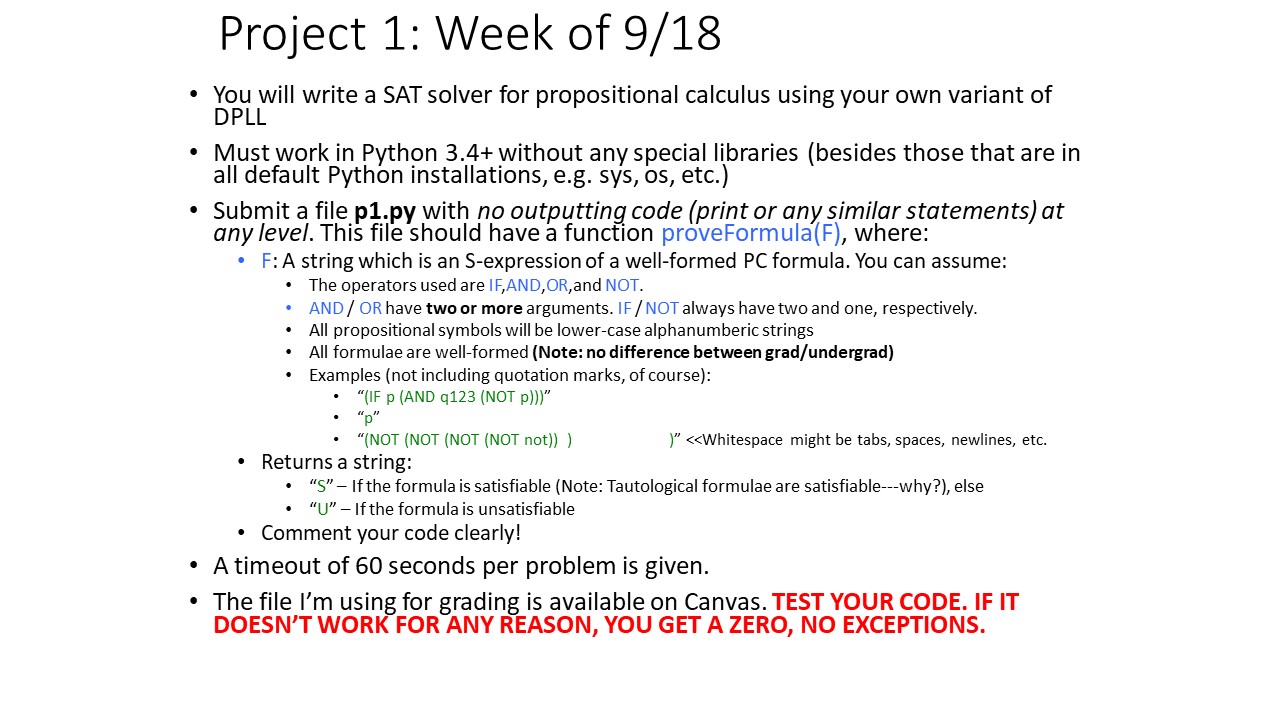 Project 1: Week of 9/18
• You will write a SAT solver for propositional calculus using your own variant of
DPLL
• Must work in Python 3.4+ without any special libraries (besides those that are in
all default Python installations, e.g. sys, os, etc.)
• Submit a file p1.py with no outputting code (print or any similar statements) at
any level. This file should have a function proveFormula(F), where:
• F: A string which is an S-expression of a well-formed PC formula. You can assume:
• The operators used are IF,AND,OR,and NOT.
• AND / OR have two or more arguments. IF / NOT always have two and one, respectively.
• All propositional symbols will be lower-case alphanumberic strings
• All formulae are well-formed (Note: no difference between grad/undergrad)
• Examples (not including quotation marks, of course):
• “(IF p (AND q123 (NOT p)))”
• “p”
• “(NOT (NOT (NOT (NOT not)) ) )” <<Whitespace might be tabs, spaces, newlines, etc.
• Returns a string:
• “S” – If the formula is satisfiable (Note: Tautological formulae are satisfiable---why?), else
• “U” – If the formula is unsatisfiable
• Comment your code clearly!
• A timeout of 60 seconds per problem is given.
• The file I’m using for grading is available on Canvas. TEST YOUR CODE. IF IT
DOESN’T WORK FOR ANY REASON, YOU GET A ZERO, NO EXCEPTIONS.